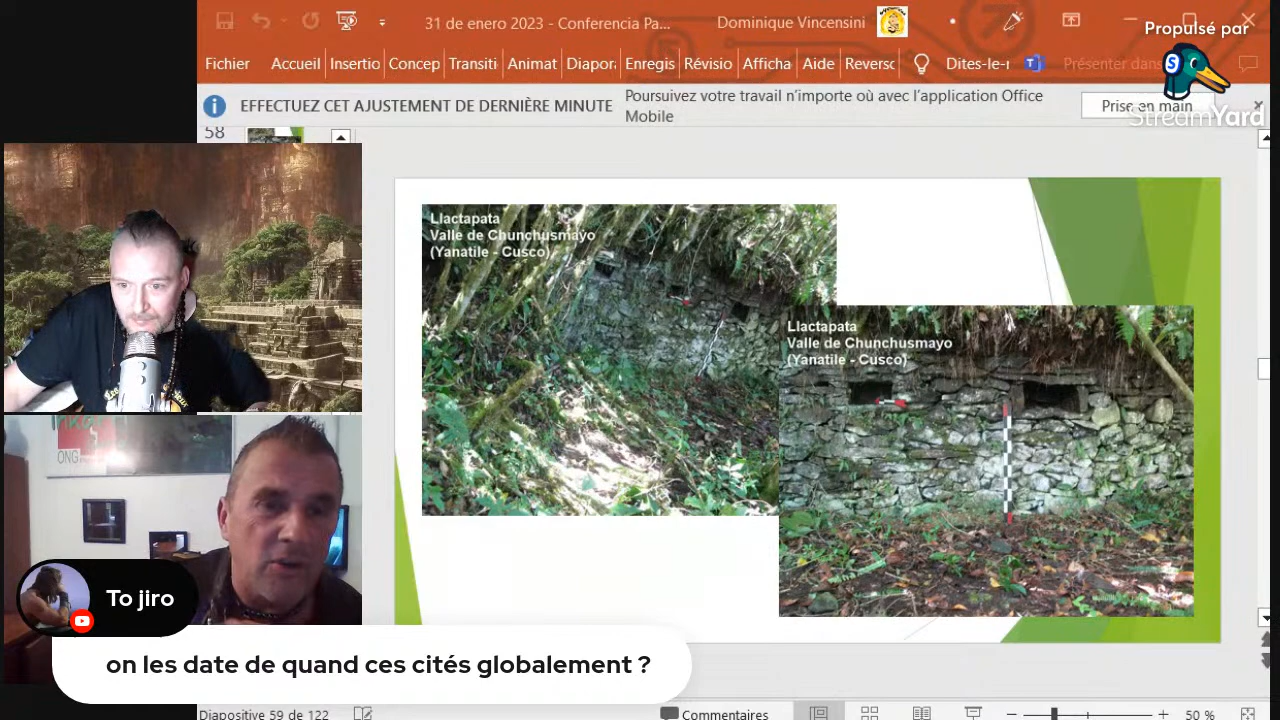 31 de enero 2023 - Conferencia Pa...
Dominique Vincensini
Propulsé par
StreamYard
Fichier
Accueil
Insertio
Concep
Transiti
Animat
Diapora
Enregis
Révisio
Afficha
Aide
Reverso
Dites-le-r
Présenter dans
EFFECTUEZ CET AJUSTEMENT DE DERNIÈRE MINUTE
Poursuivez votre travail n'importe où avec l'application Office
Mobile
Prise en main
58
Llactapata
Valle de Chunchusmayo
(Yanatile - Cusco)
Llactapata
Valle de Chunchusmayo
(Yanatile - Cusco)
ONG
To jiro
on les date de quand ces cités globalement ?
Diapositive 59 de 122
Commentaires
50 %